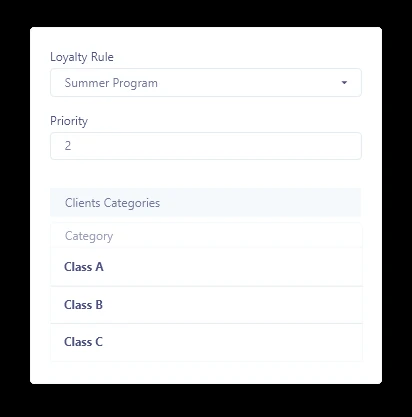 Loyalty Rule
Summer Program
Priority
2
Clients Categories
Category
Class A
Class B
Class C